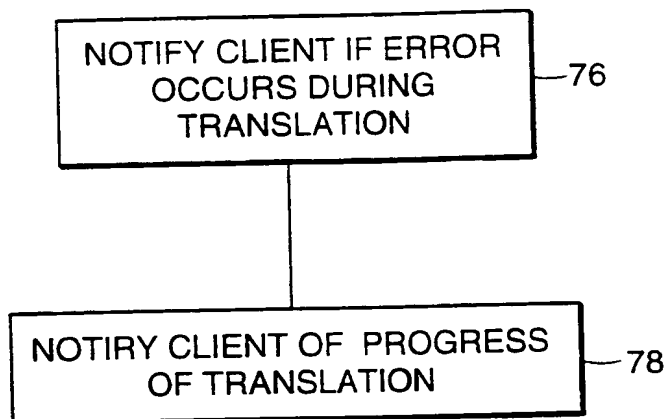 NOTIFY CLIENT IF ERROR
OCCURS DURING
TRANSLATION
76
NOTIRY CLIENT OF PROGRESS
OF TRANSLATION
78